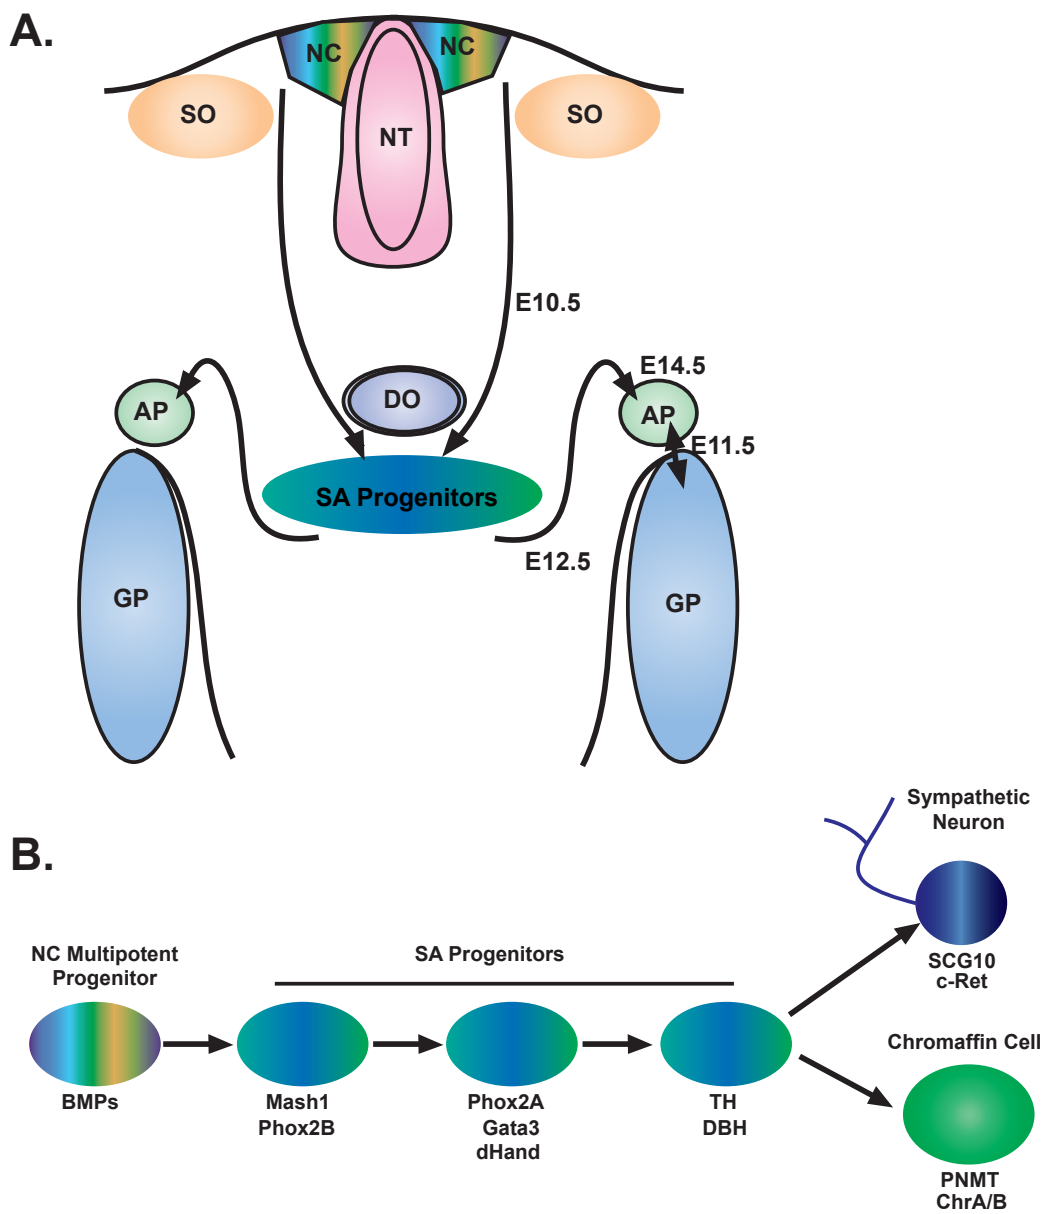 A.
NC
NC
SO
NT
SO
E10.5
E14.5
AP
DO
AP
E11.5
SA Progenitors
E12.5
GP
GP
Sympathetic
Neuron
B.
NC Multipotent
Progenitor
SA Progenitors
SCG10
c-Ret
Chromaffin Cell
BMPs
Mash1
Phox2B
Phox2A
Gata3
dHand
TH
DBH
PNMT
ChrA/B